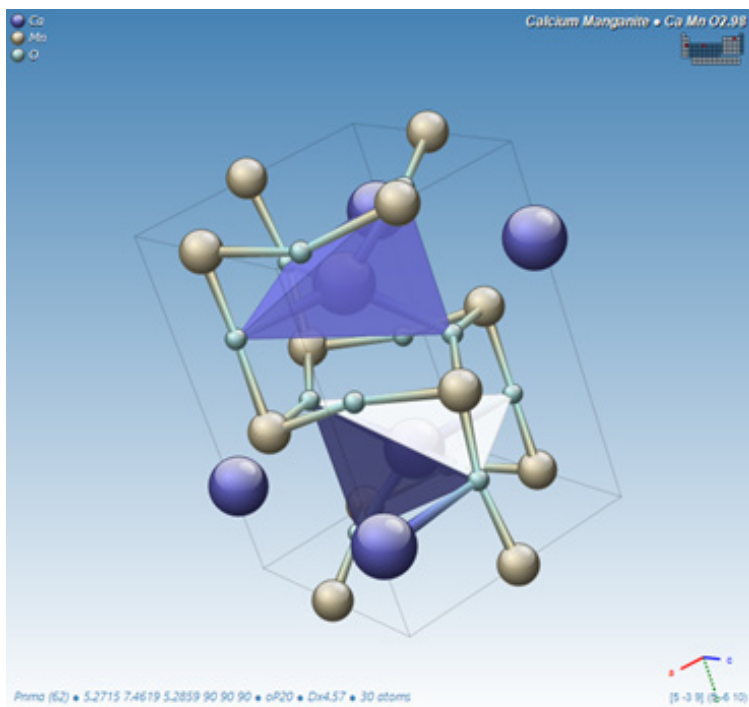 Ca
Mn
O
Calcium Manganite • Ca Mn O2.98
Pnma (62) • 5.2715 7.4619 5.2859 90 90 90 • oP20 • Dx4.57 • 30 atoms
a
c